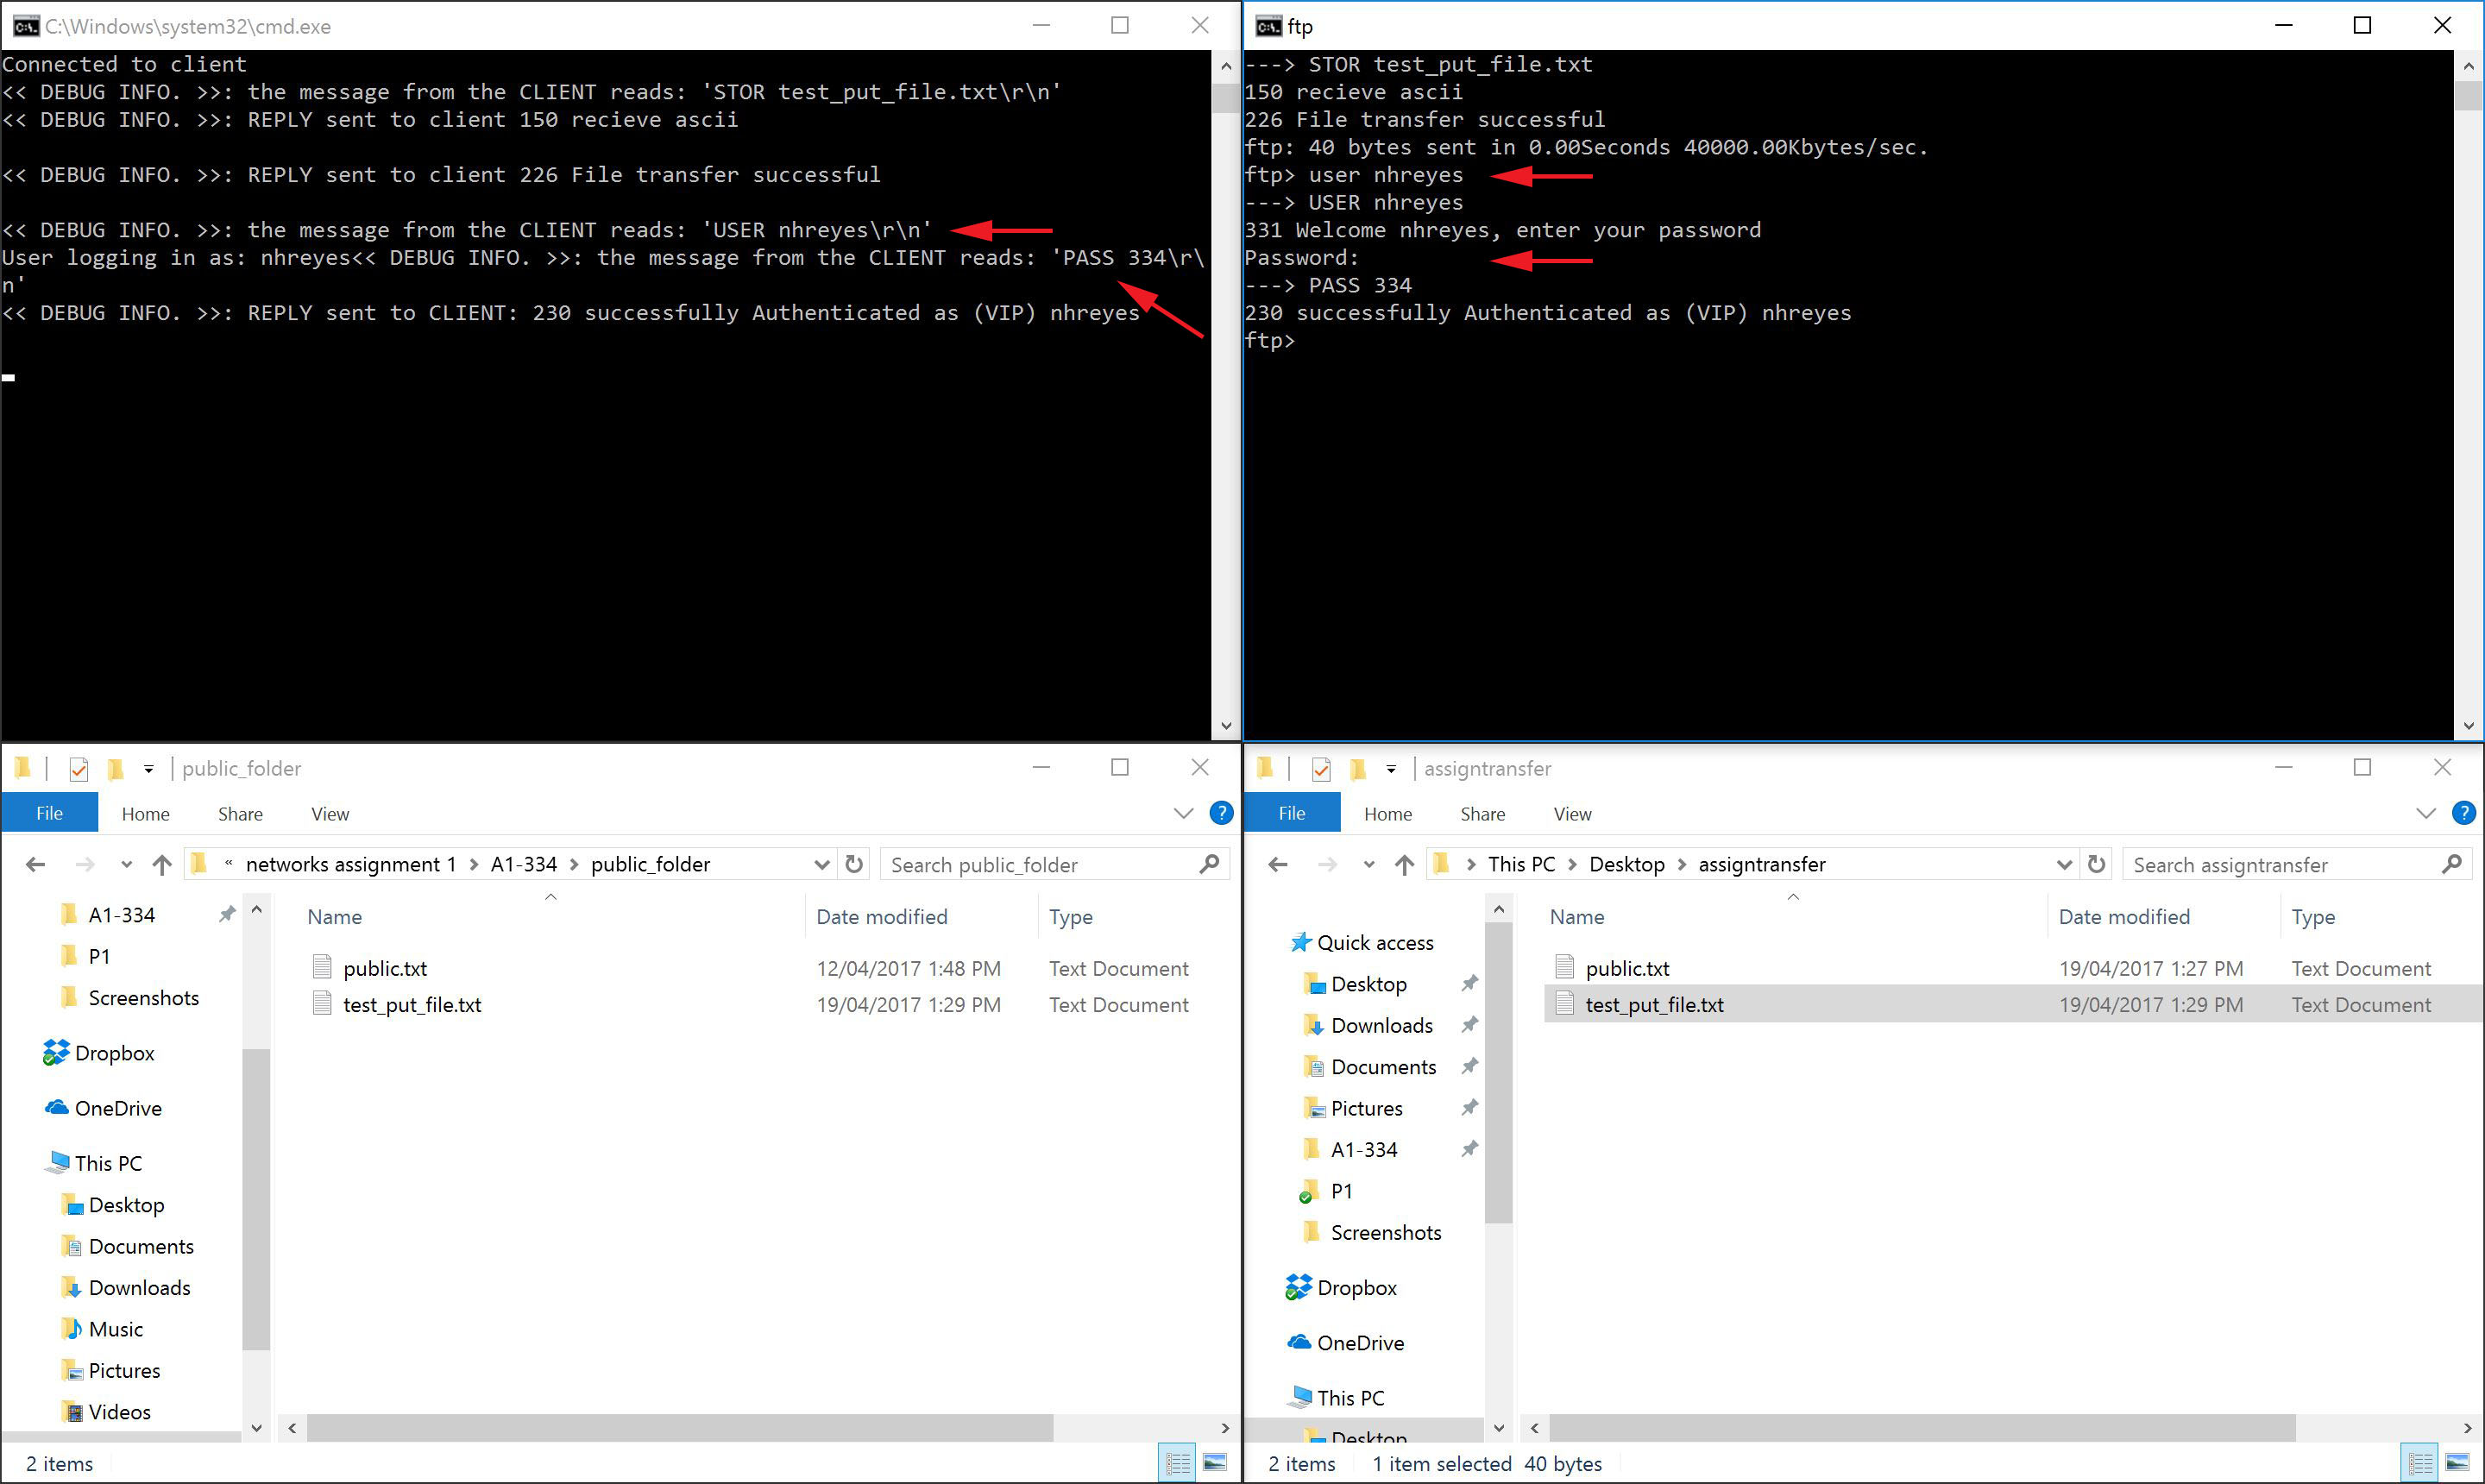 C:\Windows\system32\cmd.exe
Connected to client
<< DEBUG INFO. >>: the message from the CLIENT reads: 'STOR test_put_file.txt\r\n'
<< DEBUG INFO. >>: REPLY sent to client 150 recieve ascii
<< DEBUG INFO. >>: REPLY sent to client 226 File transfer successful
<< DEBUG INFO. >>: the message from the CLIENT reads: 'USER nhreyes\r\n'
User logging in as: nhreyes<< DEBUG INFO. >>: the message from the CLIENT reads: 'PASS 334\r\
n'
<< DEBUG INFO. >>: REPLY sent to CLIENT: 230 successfully Authenticated as (VIP) nhreyes
ftp
---> STOR test_put_file.txt
150 recieve ascii
226 File transfer successful
ftp: 40 bytes sent in 0.00Seconds 40000.00Kbytes/sec.
ftp> user nhreyes
---> USER nhreyes
331 Welcome nhreyes, enter your password
Password:
---> PASS 334
230 successfully Authenticated as (VIP) nhreyes
ftp>
public_folder
File Home Share View
« networks assignment 1 > A1-334 > public_folder
Search public_folder
A1-334
P1
Screenshots
Dropbox
OneDrive
This PC
Desktop
Documents
Downloads
Music
Pictures
Videos
Name Date modified Type
public.txt 12/04/2017 1:48 PM Text Document
test_put_file.txt 19/04/2017 1:29 PM Text Document
2 items
assigntransfer
File Home Share View
> This PC > Desktop > assigntransfer
Search assigntransfer
Quick access
Desktop
Downloads
Documents
Pictures
A1-334
P1
Screenshots
Dropbox
OneDrive
This PC
Desktop
Name Date modified Type
public.txt 19/04/2017 1:27 PM Text Document
test_put_file.txt 19/04/2017 1:29 PM Text Document
2 items 1 item selected 40 bytes